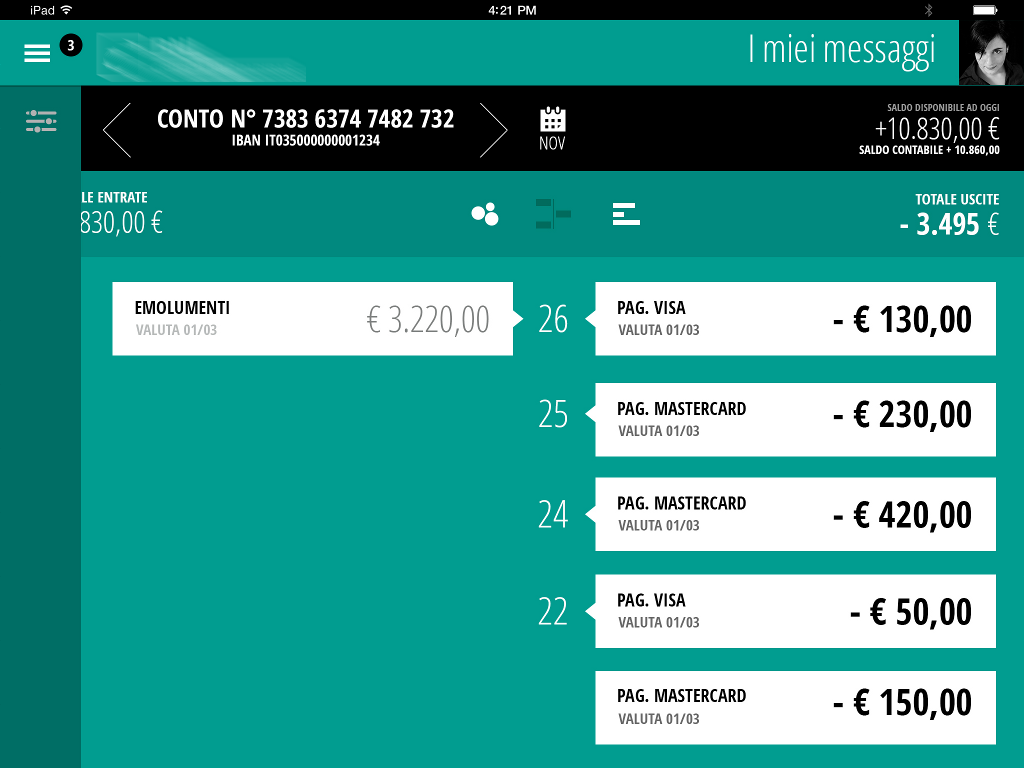 iPad 4:21 PM
3
I miei messaggi
CONTO N° 7383 6374 7482 732
IBAN IT035000000001234
NOV
SALDO DISPONIBILE AD OGGI
+10.830,00 €
SALDO CONTABILE + 10.860,00
LE ENTRATE
830,00 €
TOTALE USCITE
- 3.495 €
EMOLUMENTI
VALUTA 01/03
€ 3.220,00
26
PAG. VISA
VALUTA 01/03
- € 130,00
25
PAG. MASTERCARD
VALUTA 01/03
- € 230,00
24
PAG. MASTERCARD
VALUTA 01/03
- € 420,00
22
PAG. VISA
VALUTA 01/03
- € 50,00
PAG. MASTERCARD
VALUTA 01/03
- € 150,00